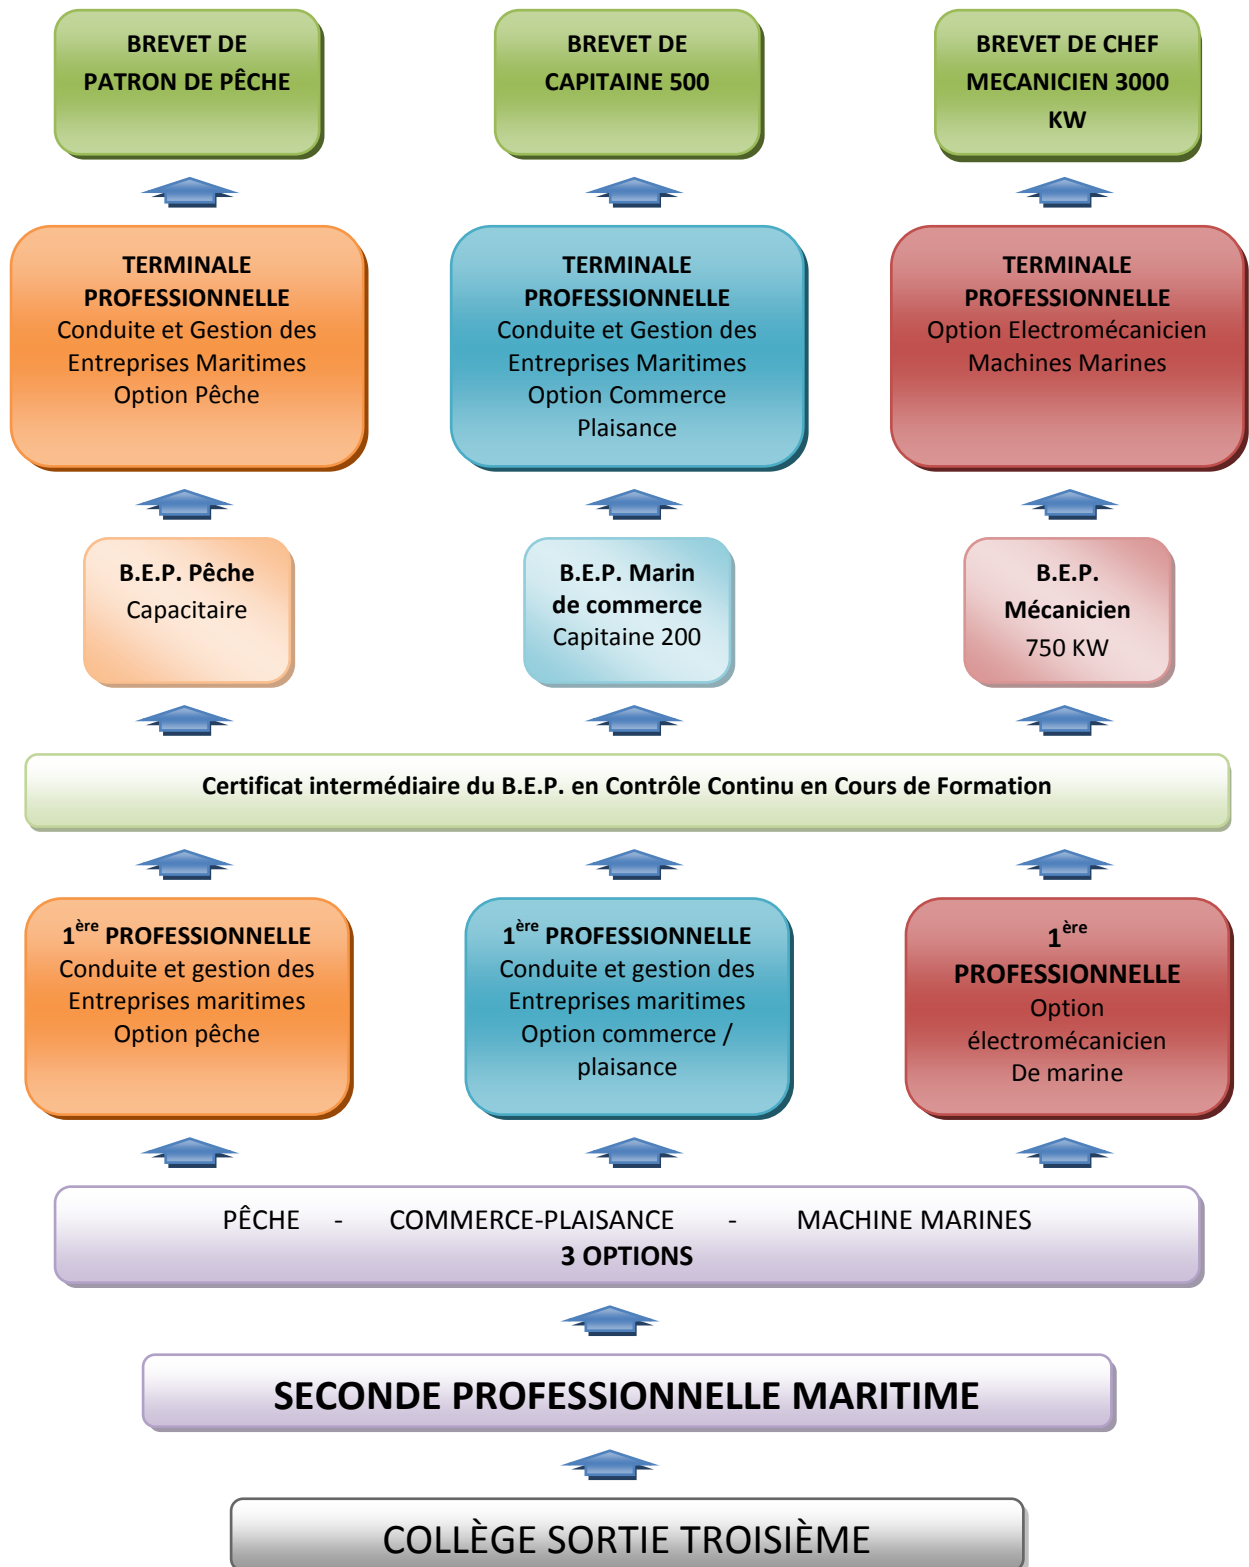 BREVET DE
PATRON DE PÊCHE
BREVET DE
CAPITAINE 500
BREVET DE CHEF
MECANICIEN 3000
KW
TERMINALE
PROFESSIONNELLE
Conduite et Gestion des
Entreprises Maritimes
Option Pêche
TERMINALE
PROFESSIONNELLE
Conduite et Gestion des
Entreprises Maritimes
Option Commerce
Plaisance
TERMINALE
PROFESSIONNELLE
Option Electromécanicien
Machines Marines
B.E.P. Pêche
Capacitaire
B.E.P. Marin
de commerce
Capitaine 200
B.E.P.
Mécanicien
750 KW
Certificat intermédiaire du B.E.P. en Contrôle Continu en Cours de Formation
1ère PROFESSIONNELLE
Conduite et gestion des
Entreprises maritimes
Option pêche
1ère PROFESSIONNELLE
Conduite et gestion des
Entreprises maritimes
Option commerce /
plaisance
1ère
PROFESSIONNELLE
Option
électromécanicien
De marine
PÊCHE - COMMERCE-PLAISANCE - MACHINE MARINES
3 OPTIONS
SECONDE PROFESSIONNELLE MARITIME
COLLÈGE SORTIE TROISIÈME